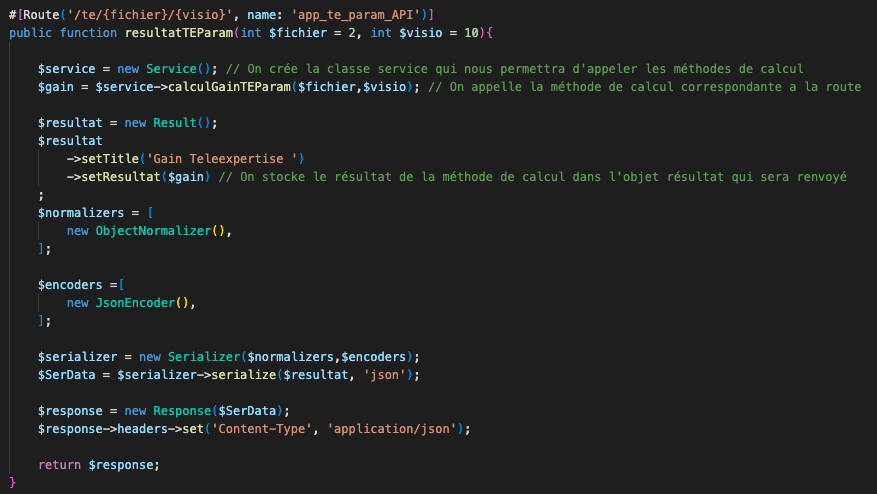 #[Route('/te/{fichier}/{visio}', name: 'app_te_param_API')]
public function resultatTEParam(int $fichier = 2, int $visio = 10){
$service = new Service(); // On crée la classe service qui nous permettra d'appeler les méthodes de calcul
$gain = $service->calculGainTEParam($fichier,$visio); // On appelle la méthode de calcul correspondante a la route
$resultat = new Result();
$resultat
->setTitle('Gain Teleexpertise ')
->setResultat($gain) // On stocke le résultat de la méthode de calcul dans l'objet résultat qui sera renvoyé
;
$normalizers = [
new ObjectNormalizer(),
];
$encoders =[
new JsonEncoder(),
];
$serializer = new Serializer($normalizers,$encoders);
$SerData = $serializer->serialize($resultat, 'json');
$response = new Response($SerData);
$response->headers->set('Content-Type', 'application/json');
return $response;
}